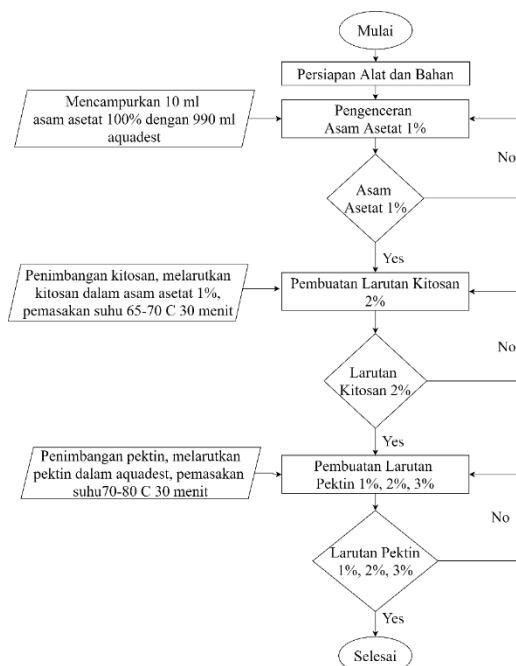 Mulai
Persiapan Alat dan Bahan
Mencampurkan 10 ml
asam asetat 100% dengan 990 ml
aquadest
Pengenceran
Asam Asetat 1%
No
Asam
Asetat 1%
Yes
Penimbangan kitosan, melarutkan
kitosan dalam asam asetat 1%,
pemasakan suhu 65-70 C 30 menit
Pembuatan Larutan Kitosan
2%
No
Larutan
Kitosan 2%
Yes
Penimbangan pektin, melarutkan
pektin dalam aquadest, pemasakan
suhu70-80 C 30 menit
Pembuatan Larutan
Pektin 1%, 2%, 3%
No
Larutan Pektin
1%, 2%, 3%
Yes
Selesai